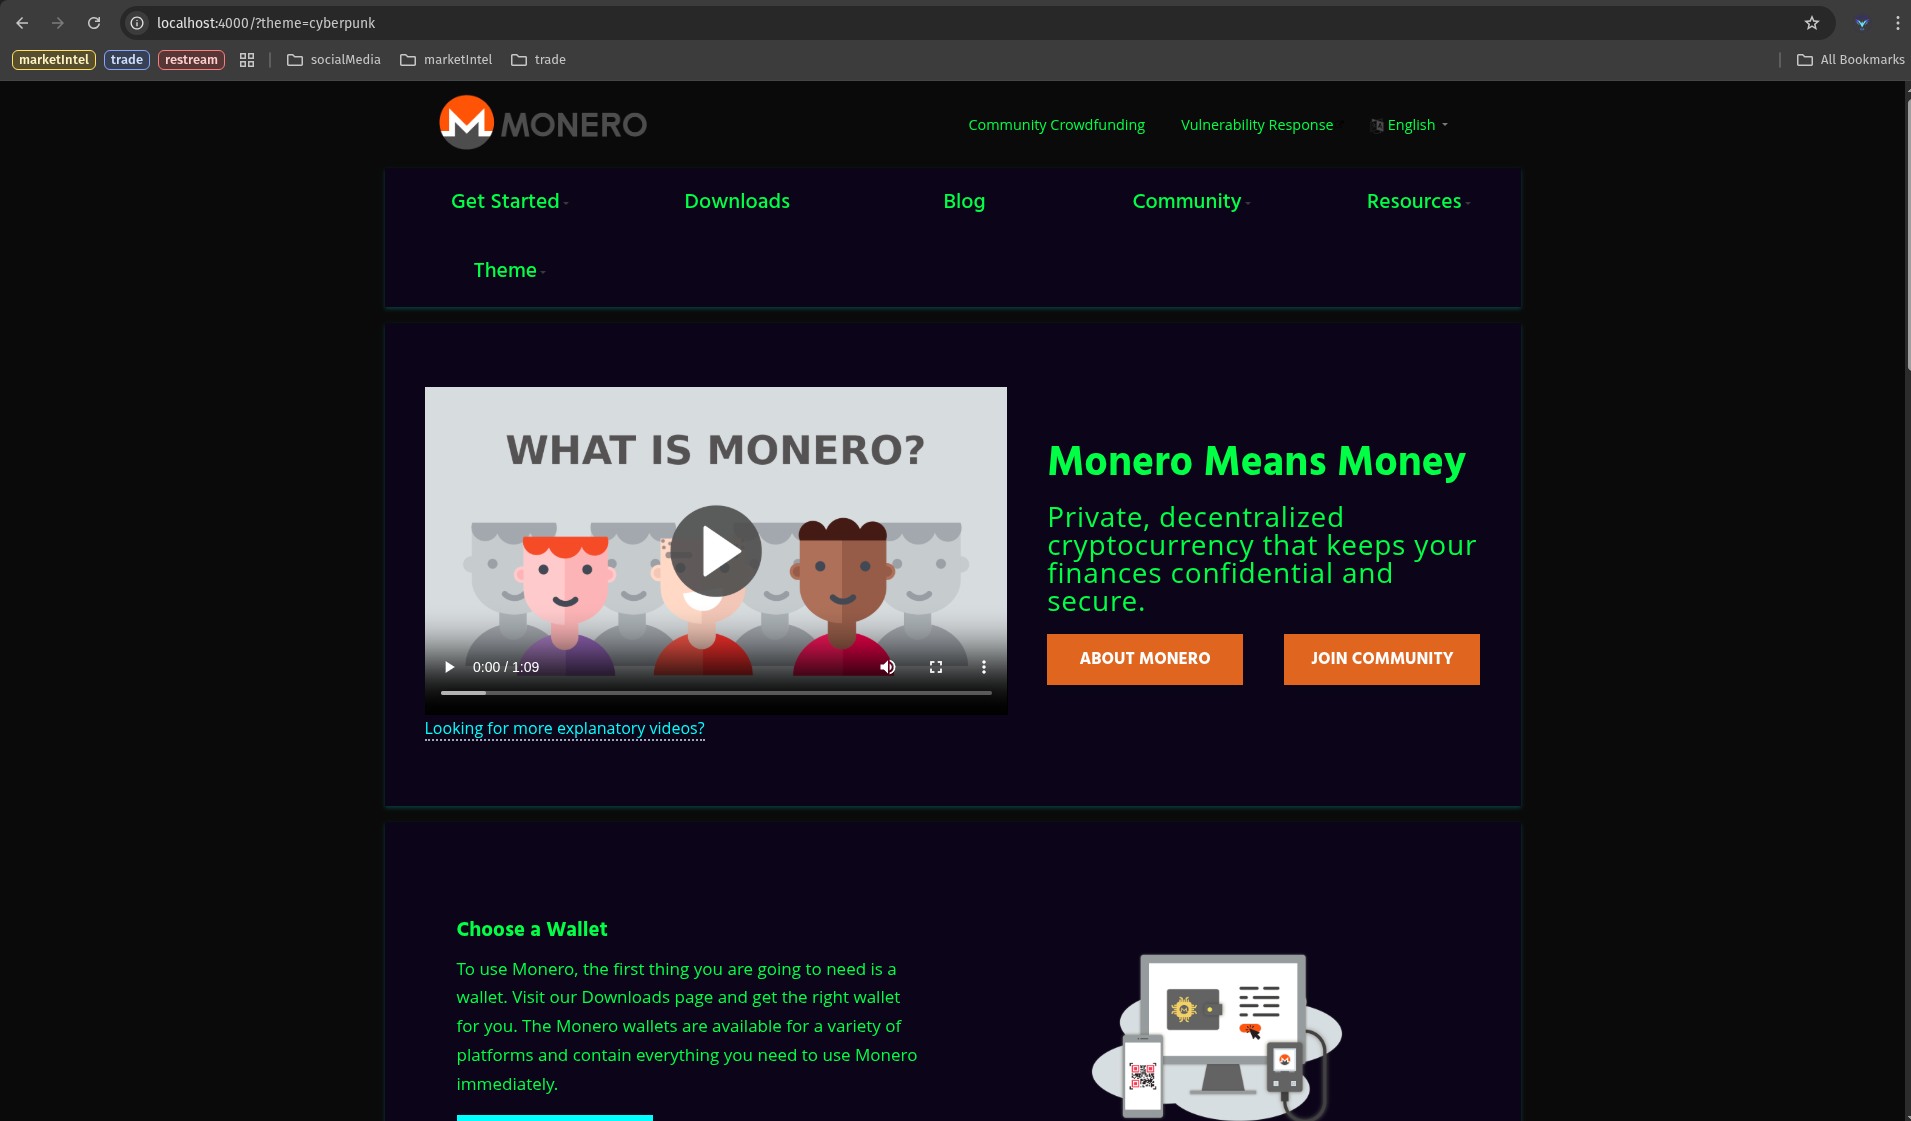 localhost:4000/?theme=cyberpunk
marketIntel trade restream socialMedia marketIntel trade All Bookmarks
MONERO Community Crowdfunding Vulnerability Response English
Get Started Downloads Blog Community Resources
Theme
WHAT IS MONERO?
0:00 / 1:09
Looking for more explanatory videos?
Monero Means Money
Private, decentralized
cryptocurrency that keeps your
finances confidential and
secure.
ABOUT MONERO JOIN COMMUNITY
Choose a Wallet
To use Monero, the first thing you are going to need is a
wallet. Visit our Downloads page and get the right wallet
for you. The Monero wallets are available for a variety of
platforms and contain everything you need to use Monero
immediately.